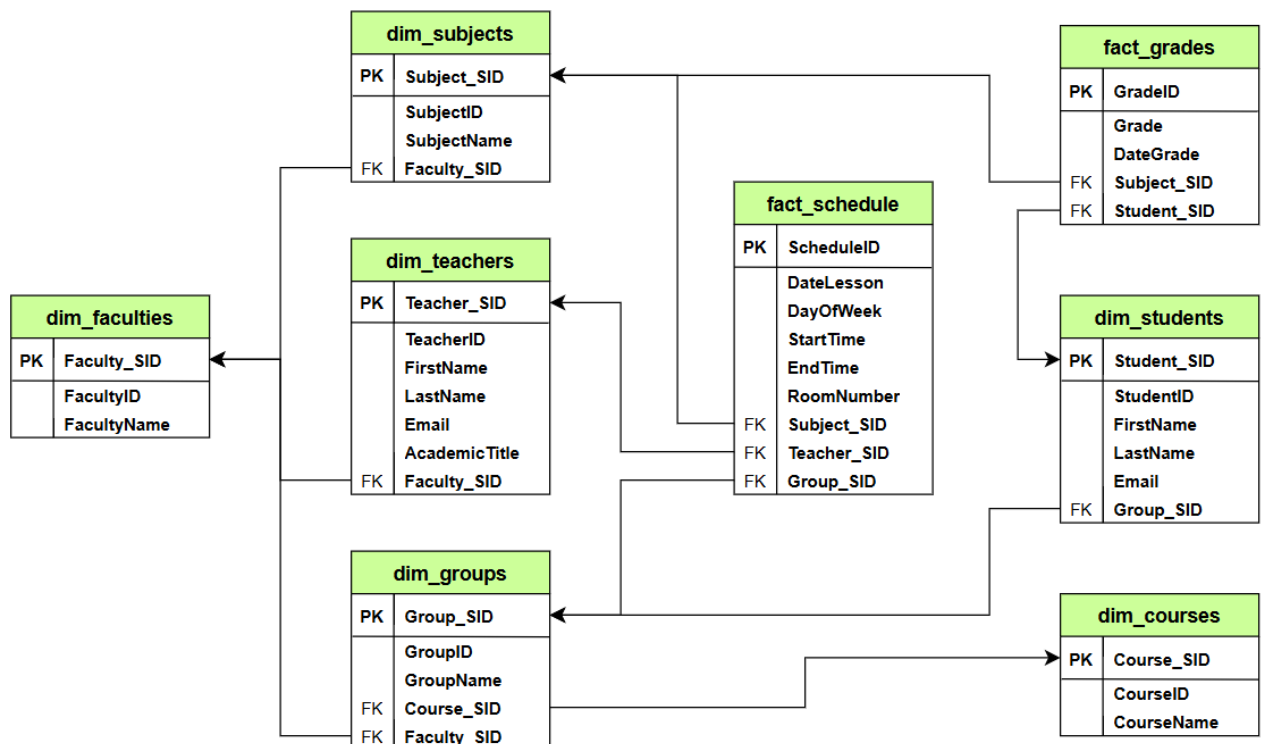 dim_subjects
PK Subject_SID
SubjectID
SubjectName
FK Faculty_SID
dim_teachers
PK Teacher_SID
TeacherID
FirstName
LastName
Email
AcademicTitle
FK Faculty_SID
dim_faculties
PK Faculty_SID
FacultyID
FacultyName
dim_groups
PK Group_SID
GroupID
GroupName
FK Course_SID
FK Faculty_SID
fact_schedule
PK ScheduleID
DateLesson
DayOfWeek
StartTime
EndTime
RoomNumber
FK Subject_SID
FK Teacher_SID
FK Group_SID
fact_grades
PK GradeID
Grade
DateGrade
FK Subject_SID
FK Student_SID
dim_students
PK Student_SID
StudentID
FirstName
LastName
Email
FK Group_SID
dim_courses
PK Course_SID
CourseID
CourseName